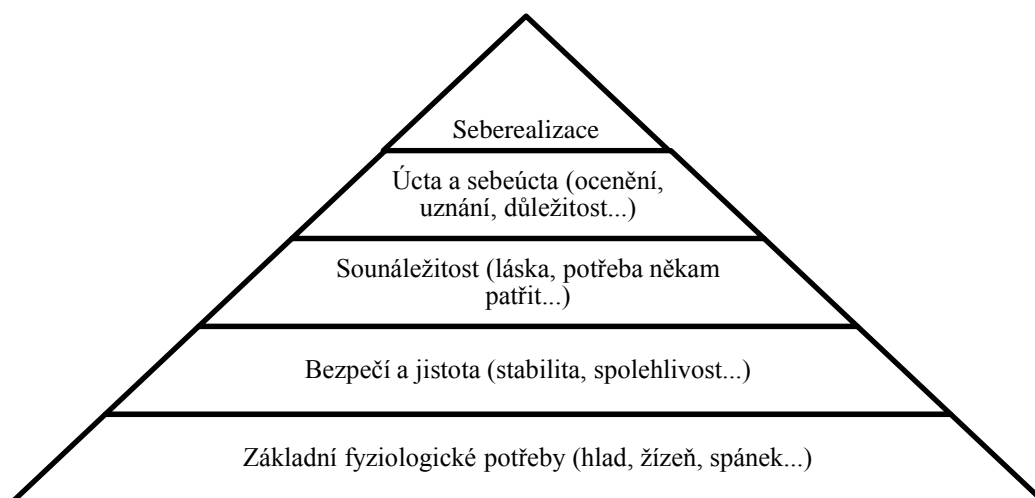 Seberealizace
Úcta a sebeúcta (ocenění,
uznání, důležitost...)
Sounáležitost (láska, potřeba někam
patřit...)
Bezpečí a jistota (stabilita, spolehlivost...)
Základní fyziologické potřeby (hlad, žízeň, spánek...)